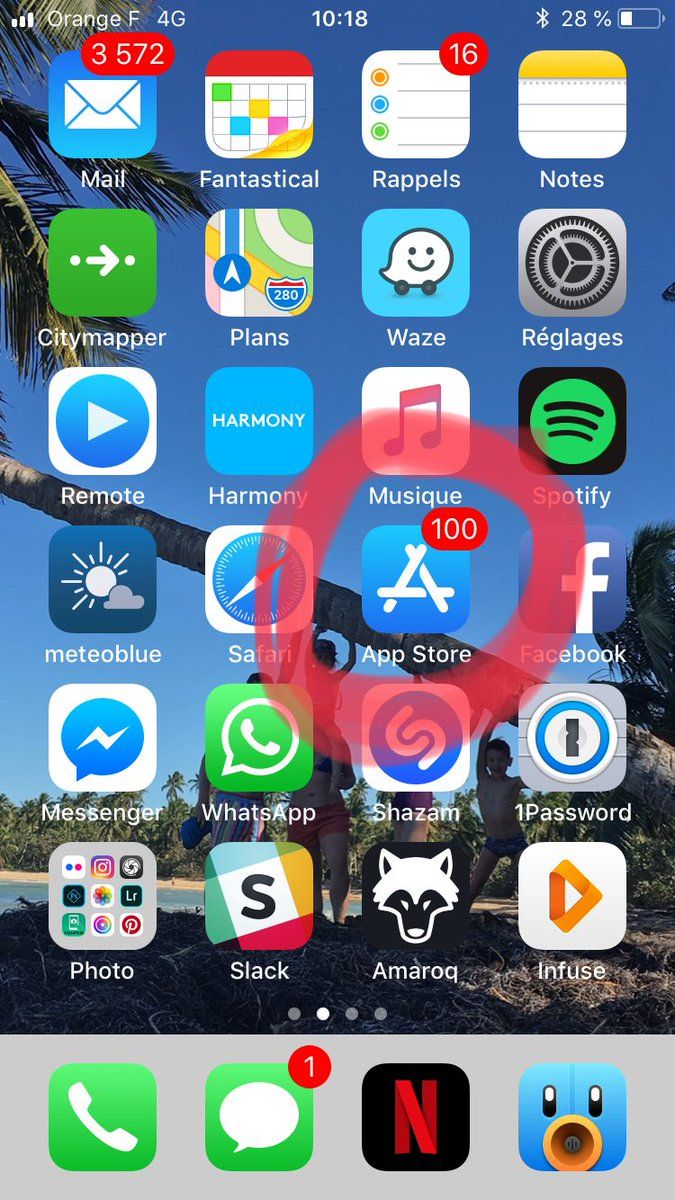 Orange F 4G 10:18 28 %
3 572 16
Mail Fantastical Rappels Notes
280
Citymapper Plans Waze Réglages
HARMONY
Remote Harmony Musique Spotify
100
meteoblue Safari App Store Facebook
Messenger WhatsApp Shazam 1Password
Lr S
Photo Slack Amaroq Infuse
1
N